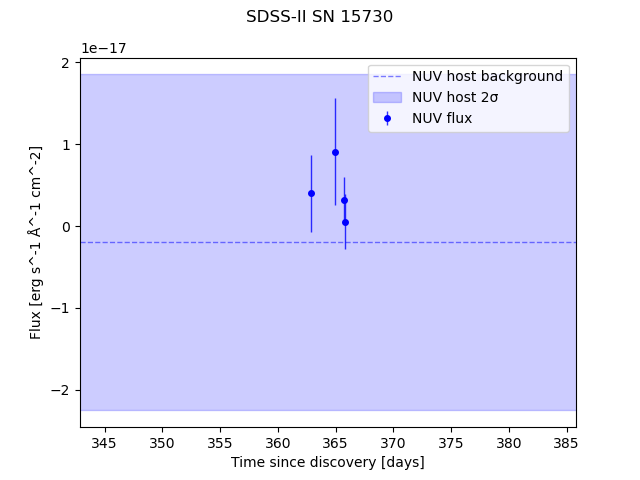 SDSS-II SN 15730
1e−17
NUV host background
NUV host 2σ
NUV flux
2
1
0
−1
−2
Flux [erg s^-1 Å^-1 cm^-2]
345 350 355 360 365 370 375 380 385
Time since discovery [days]